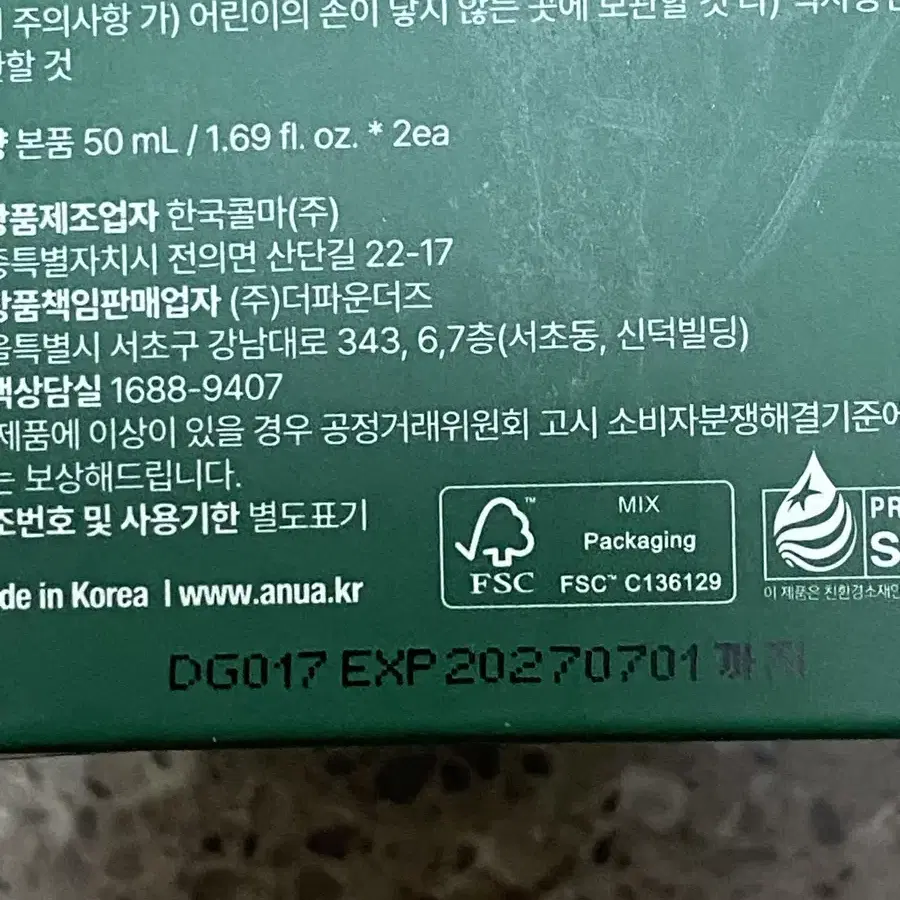 주의사항 가) 어린이의 손이 닿지 않는 곳에 보관할 것
할 것
본품 50 mL / 1.69 fl. oz. * 2ea
품제조업자 한국콜마(주)
특별자치시 전의면 산단길 22-17
품책임판매업자 (주)더파운더즈
특별시 서초구 강남대로 343, 6,7층(서초동, 신덕빌딩)
상담실 1688-9407
제품에 이상이 있을 경우 공정거래위원회 고시 소비자분쟁해결기준에
는 보상해드립니다.
조번호 및 사용기한 별도표기
de in Korea | www.anua.kr
FSC™
MIX
Packaging
FSC™ C136129
PR
S
이 제품은 친환경소재인
DG017 EXP 20270701 까지